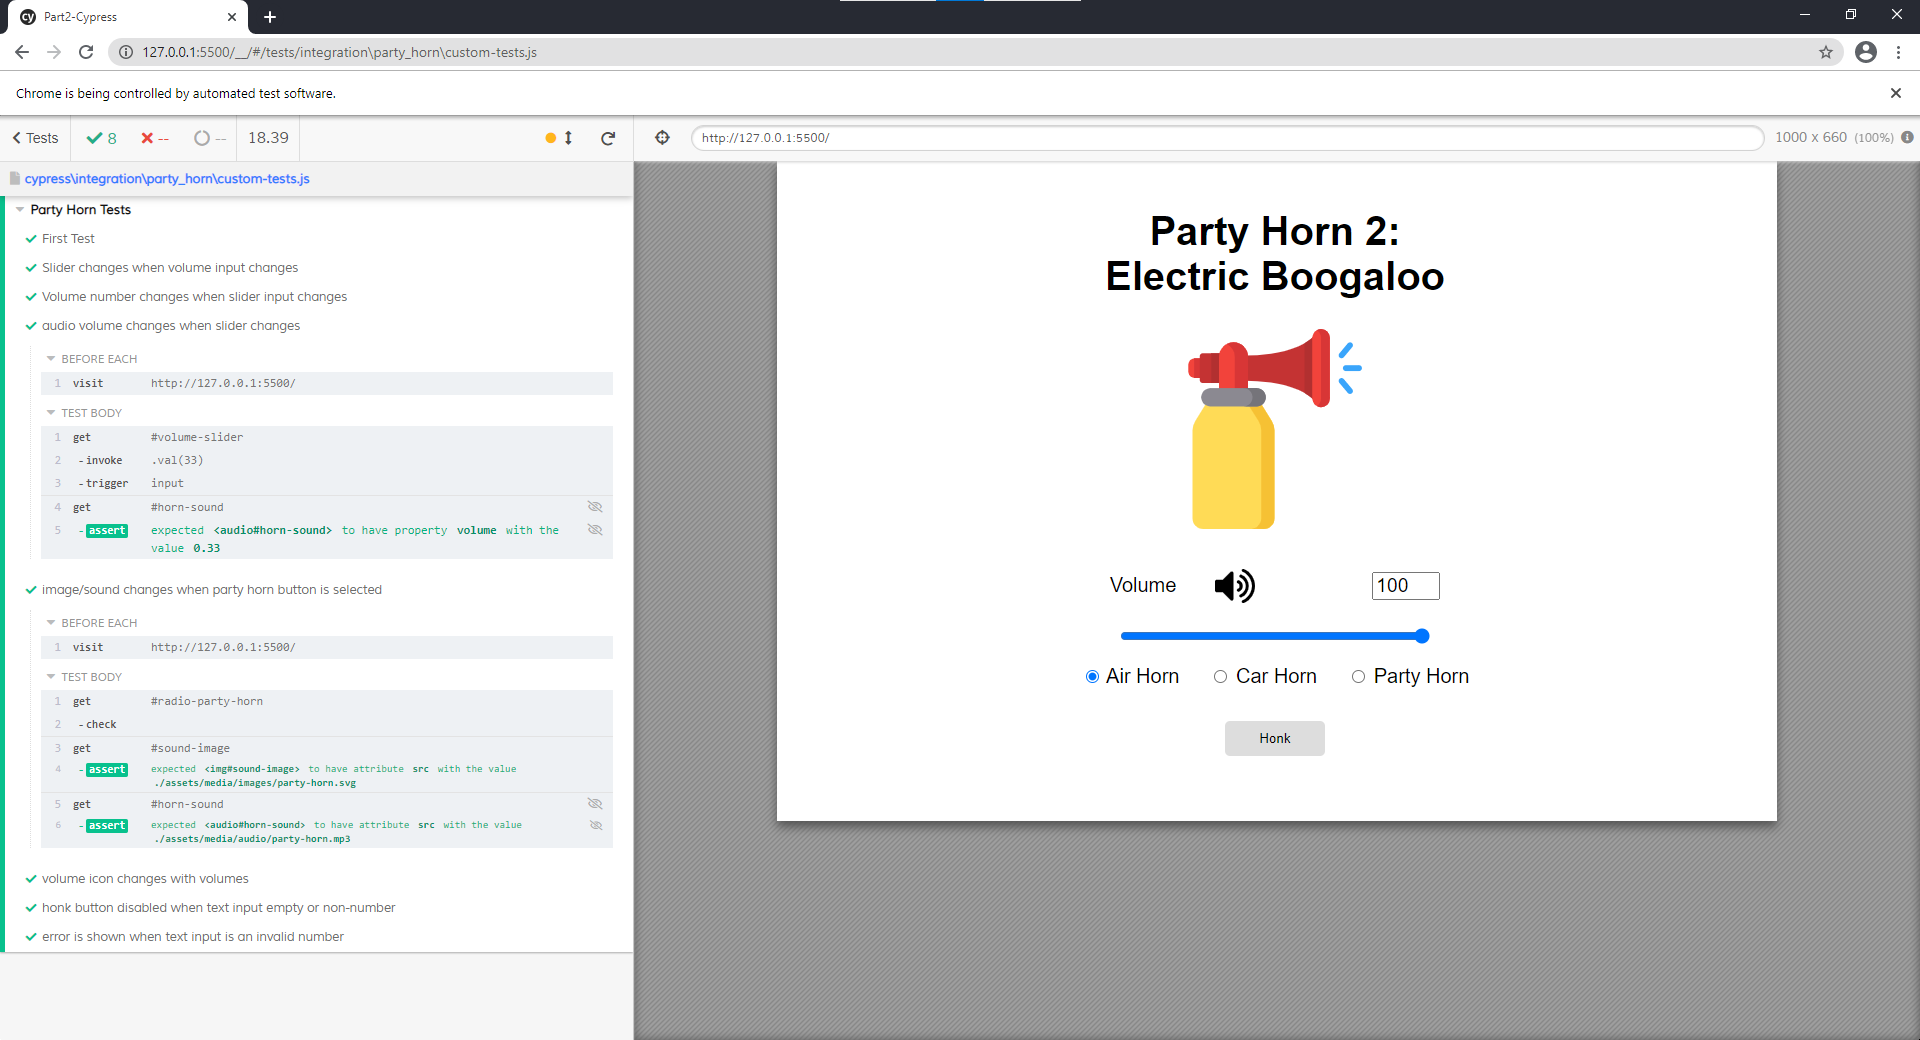 Part2-Cypress
127.0.0.1:5500/__/#/tests/integration\party_horn\custom-tests.js
Chrome is being controlled by automated test software.
Tests 8 -- -- 18.39
http://127.0.0.1:5500/ 1000 x 660 (100%)
cypress\integration\party_horn\custom-tests.js
Party Horn Tests
First Test
Slider changes when volume input changes
Volume number changes when slider input changes
audio volume changes when slider changes
BEFORE EACH
1 visit http://127.0.0.1:5500/
TEST BODY
1 get #volume-slider
2 -invoke .val(33)
3 -trigger input
4 get #horn-sound
5 -assert expected <audio#horn-sound> to have property volume with the
value 0.33
image/sound changes when party horn button is selected
BEFORE EACH
1 visit http://127.0.0.1:5500/
TEST BODY
1 get #radio-party-horn
2 -check
3 get #sound-image
4 -assert expected <img#sound-image> to have attribute src with the value
./assets/media/images/party-horn.svg
5 get #horn-sound
6 -assert expected <audio#horn-sound> to have attribute src with the value
./assets/media/audio/party-horn.mp3
volume icon changes with volumes
honk button disabled when text input empty or non-number
error is shown when text input is an invalid number
Party Horn 2:
Electric Boogaloo
Volume 100
Air Horn Car Horn Party Horn
Honk